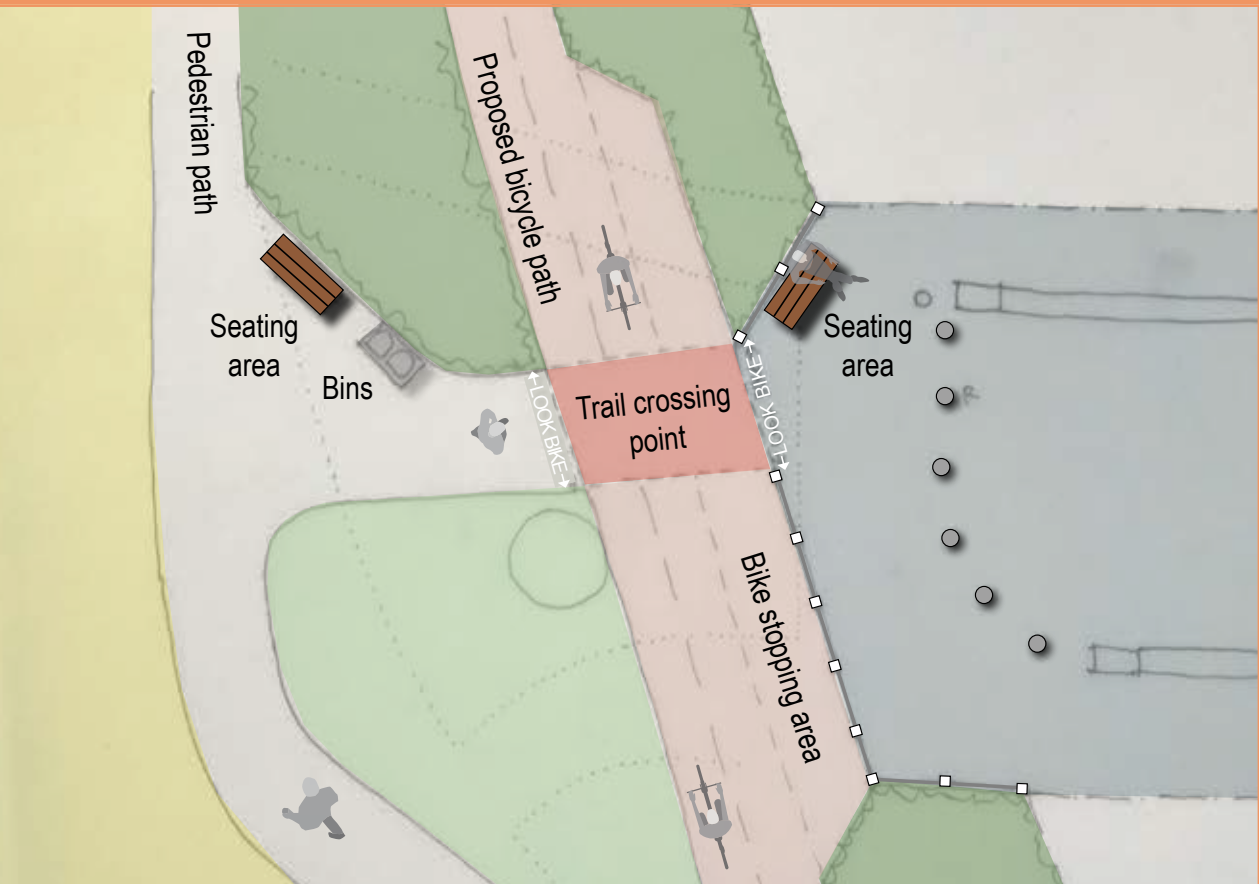 Pedestrian path
Proposed bicycle path
Seating
area
Bins
←LOOK BIKE→
Trail crossing
point
←LOOK BIKE→
Seating
area
R
Bike stopping area